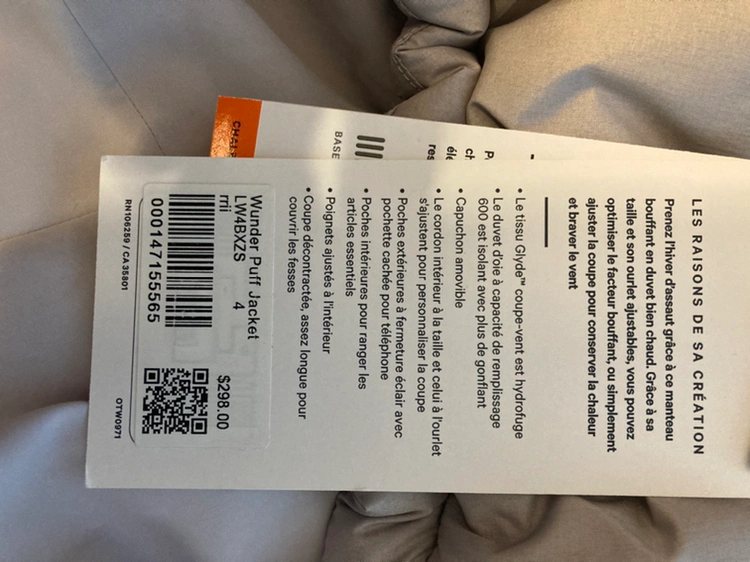 LES RAISONS DE SA CRÉATION
Prenez l'hiver d'assaut grâce à ce manteau
bouffant en duvet bien chaud. Grâce à sa
taille et son ourlet ajustables, vous pouvez
optimiser le facteur bouffant, ou simplement
ajuster la coupe pour conserver la chaleur
et braver le vent
• Le tissu Glyde™ coupe-vent est hydrofuge
• Le duvet d'oie à capacité de remplissage
600 est isolant avec plus de gonflant
• Capuchon amovible
• Le cordon intérieur à la taille et celui à l'ourlet
s'ajustent pour personnaliser la coupe
• Poches extérieures à fermeture éclair avec
pochette cachée pour téléphone
• Poches intérieures pour ranger les
articles essentiels
• Poignets ajustés à l'intérieur
• Coupe décontractée, assez longue pour
couvrir les fesses
Wunder Puff Jacket
LW4BXZS 4 $298.00
rrii
000147155565
RN106259 / CA35801 OTW0971
BASE